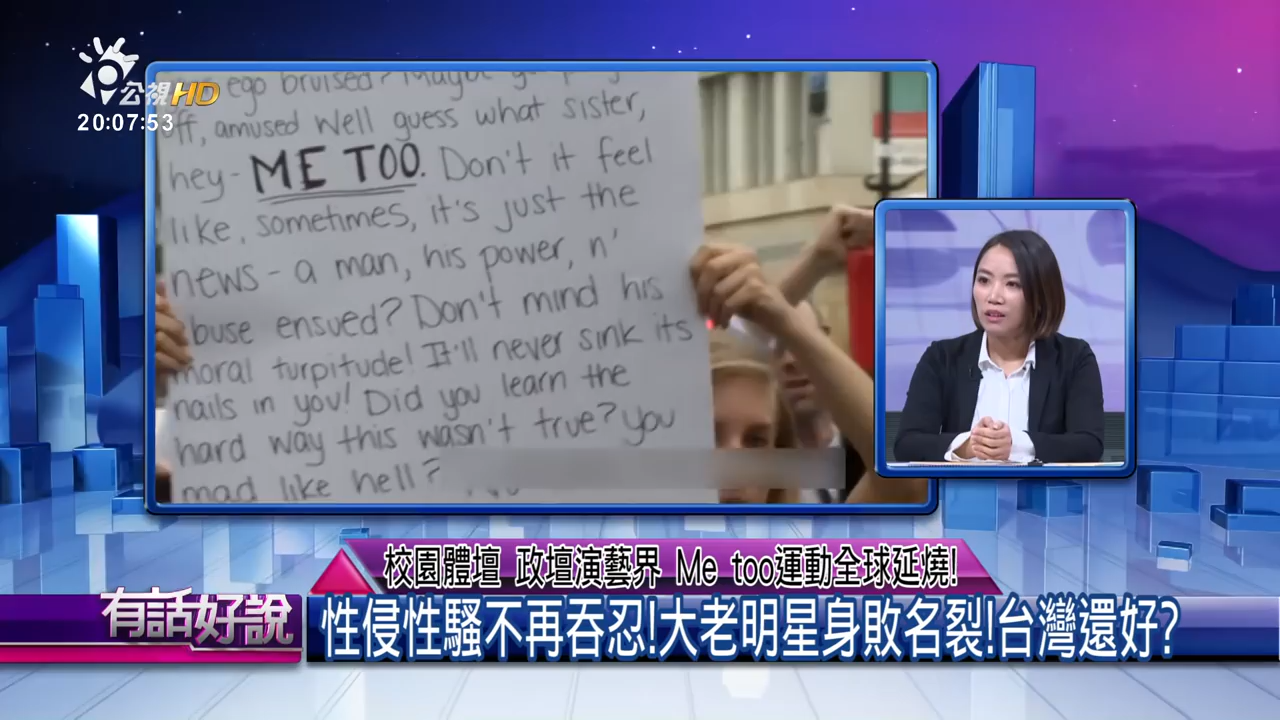 公視HD
20:07:53
ego bruised? Maybe
off, amused Well guess what sister,
hey- ME TOO. Don't it feel
like, sometimes, it's just the
news - a man, his power, n'
buse ensued? Don't mind his
moral turpitude! It'll never sink its
nails in you! Did you learn the
hard way this wasn't true? You
mad like hell?
校園體壇 政壇演藝界 Me too運動全球延燒!
有話好說
性侵性騷不再吞忍!大老明星身敗名裂!台灣還好?